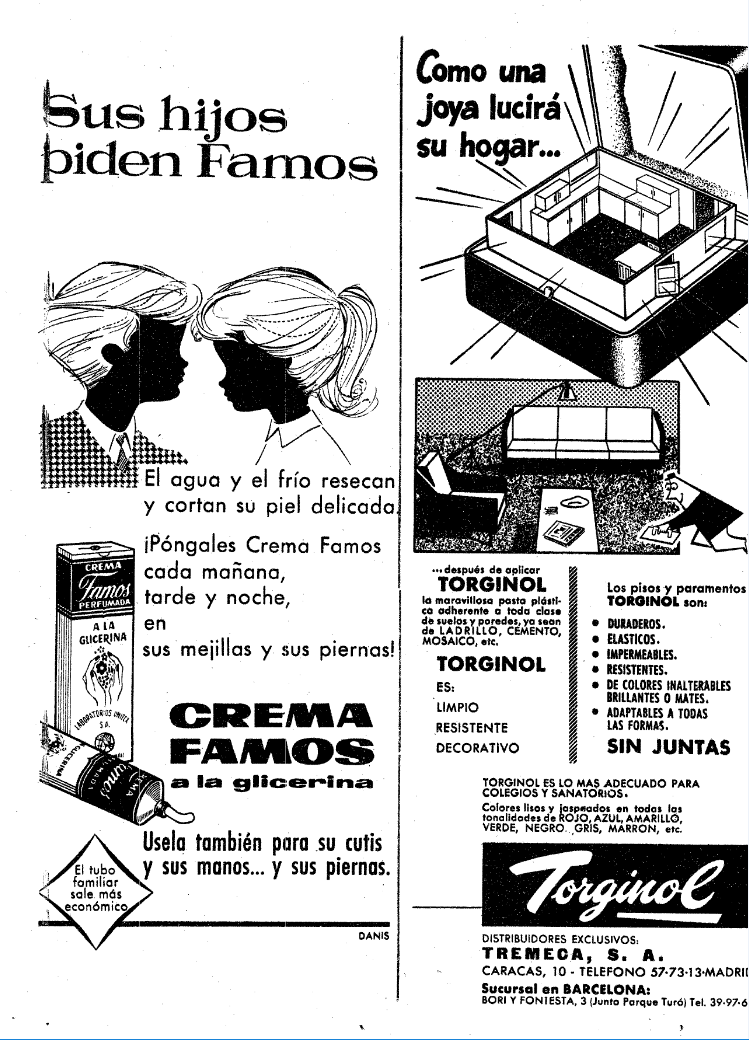 Sus hijos
piden Famos
El agua y el frío resecan
y cortan su piel delicada.
¡Póngales Crema Famos
cada mañana,
tarde y noche,
en
sus mejillas y sus piernas!
CREMA
Famos
PERFUMADA
A LA
GLICERINA
LABORATORIOS UNITEX
S.A.
GLICERINA
CREMA
Famos
CREMA
FAMOS
a la glicerina
Usela también para su cutis
y sus manos... y sus piernas.
El tubo
familiar
sale más
económico
DANIS
Como una
joya lucirá
su hogar...
...después de aplicar
TORGINOL
la maravillosa pasta plásti-
ca adherente a toda clase
de suelos y paredes, ya sean
de LADRILLO, CEMENTO,
MOSAICO, etc.
TORGINOL
ES:
LIMPIO
RESISTENTE
DECORATIVO
Los pisos y paramentos
TORGINOL son:
• DURADEROS.
• ELASTICOS.
• IMPERMEABLES.
• RESISTENTES.
• DE COLORES INALTERABLES
BRILLANTES O MATES.
• ADAPTABLES A TODAS
LAS FORMAS.
SIN JUNTAS
TORGINOL ES LO MAS ADECUADO PARA
COLEGIOS Y SANATORIOS.
Colores lisos y jaspeados en todas las
tonalidades de ROJO, AZUL, AMARILLO,
VERDE, NEGRO, GRIS, MARRON, etc.
Torginol
DISTRIBUIDORES EXCLUSIVOS:
TREMECA, S. A.
CARACAS, 10 - TELEFONO 57-73-13-MADRI
Sucursal en BARCELONA:
BORI Y FONTESTA, 3 (Junto Parque Turó) Tel. 39-97-6